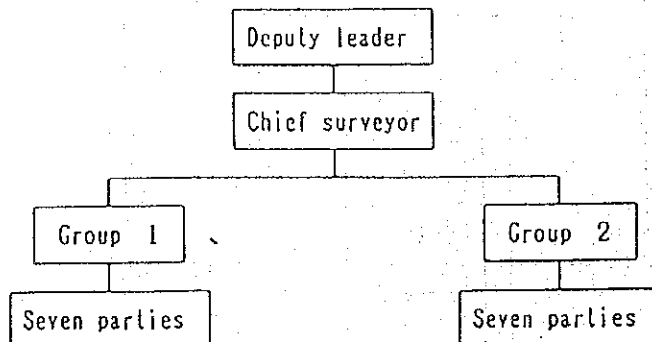 Deputy leader
Chief surveyor
Group 1
Group 2
Seven parties
Seven parties